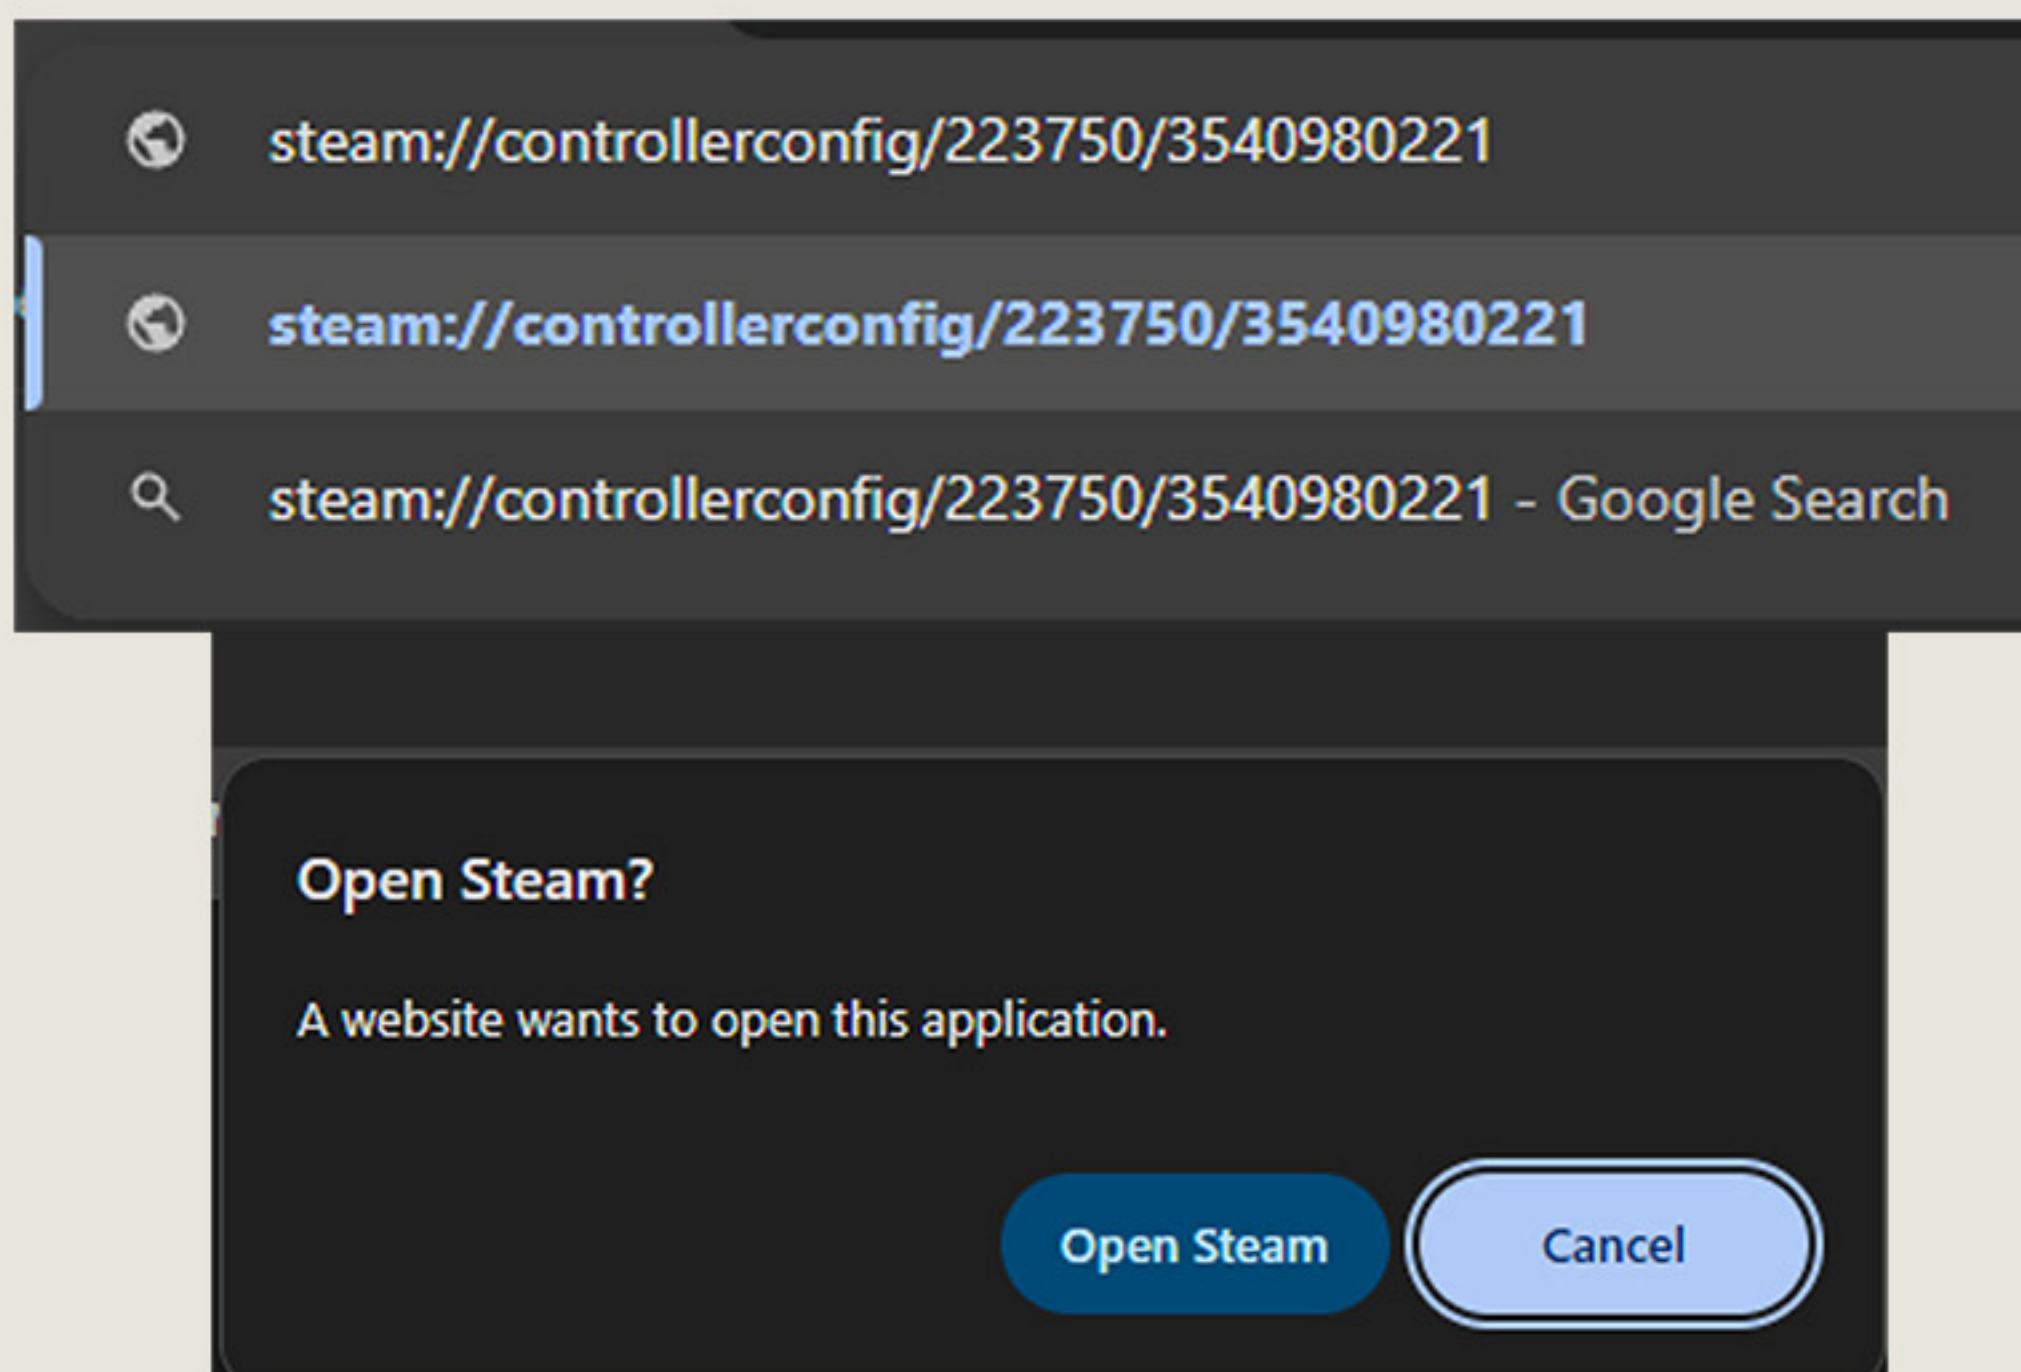 steam://controllerconfig/223750/3540980221
steam://controllerconfig/223750/3540980221
steam://controllerconfig/223750/3540980221 - Google Search
Open Steam?
A website wants to open this application.
Open Steam Cancel